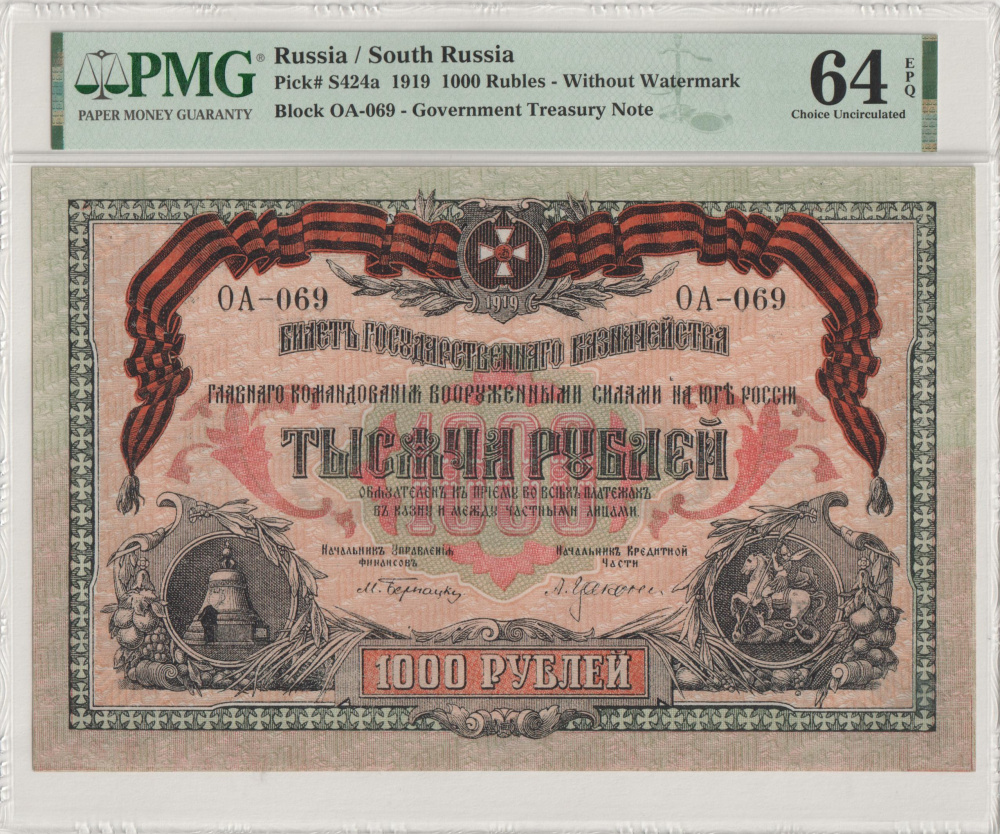 PMG®
PAPER MONEY GUARANTY
Russia / South Russia
Pick# S424a 1919 1000 Rubles - Without Watermark
Block OA-069 - Government Treasury Note
64 EPQ
Choice Uncirculated
1919
ОА-069 ОА-069
БИЛЕТЪ ГОСУДАРСТВЕННАГО КАЗНАЧЕЙСТВА
ГЛАВНАГО КОМАНДОВАНІЯ ВООРУЖЕННЫМИ СИЛАМИ НА ЮГѢ РОССІИ
1000
ТЫСЯЧА РУБЛЕЙ
ОБЯЗАТЕЛЕНЪ КЪ ПРІЕМУ ВО ВСѢХЪ ПЛАТЕЖАХЪ
ВЪ КАЗНУ И МЕЖДУ ЧАСТНЫМИ ЛИЦАМИ.
1000
НАЧАЛЬНИКЪ УПРАВЛЕНІЯ НАЧАЛЬНИКЪ КРЕДИТНОЙ
ФИНАНСОВЪ ЧАСТИ
М. Бернацкій
1000 РУБЛЕЙ